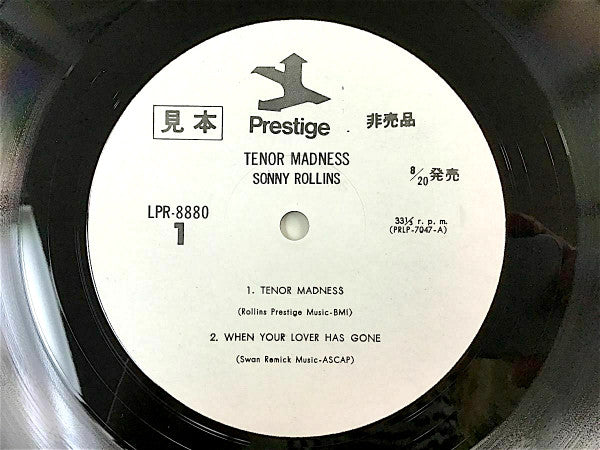 見本
Prestige
非売品
TENOR MADNESS
SONNY ROLLINS
8/20発売
LPR-8880
1
33⅓ r. p. m.
(PRLP-7047-A)
1. TENOR MADNESS
(Rollins Prestige Music-BMI)
2. WHEN YOUR LOVER HAS GONE
(Swan Remick Music-ASCAP)